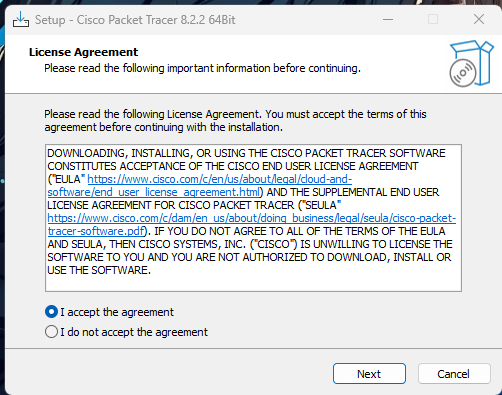 Setup - Cisco Packet Tracer 8.2.2 64Bit
License Agreement
Please read the following important information before continuing.
Please read the following License Agreement. You must accept the terms of this
agreement before continuing with the installation.
DOWNLOADING, INSTALLING, OR USING THE CISCO PACKET TRACER SOFTWARE
CONSTITUTES ACCEPTANCE OF THE CISCO END USER LICENSE AGREEMENT
("EULA" https://www.cisco.com/c/en/us/about/legal/cloud-and-
software/end_user_license_agreement.html) AND THE SUPPLEMENTAL END USER
LICENSE AGREEMENT FOR CISCO PACKET TRACER ("SEULA"
https://www.cisco.com/c/dam/en_us/about/doing_business/legal/seula/cisco-packet-
tracer-software.pdf). IF YOU DO NOT AGREE TO ALL OF THE TERMS OF THE EULA
AND SEULA, THEN CISCO SYSTEMS, INC. ("CISCO") IS UNWILLING TO LICENSE THE
SOFTWARE TO YOU AND YOU ARE NOT AUTHORIZED TO DOWNLOAD, INSTALL OR
USE THE SOFTWARE.
I accept the agreement
I do not accept the agreement
Next
Cancel